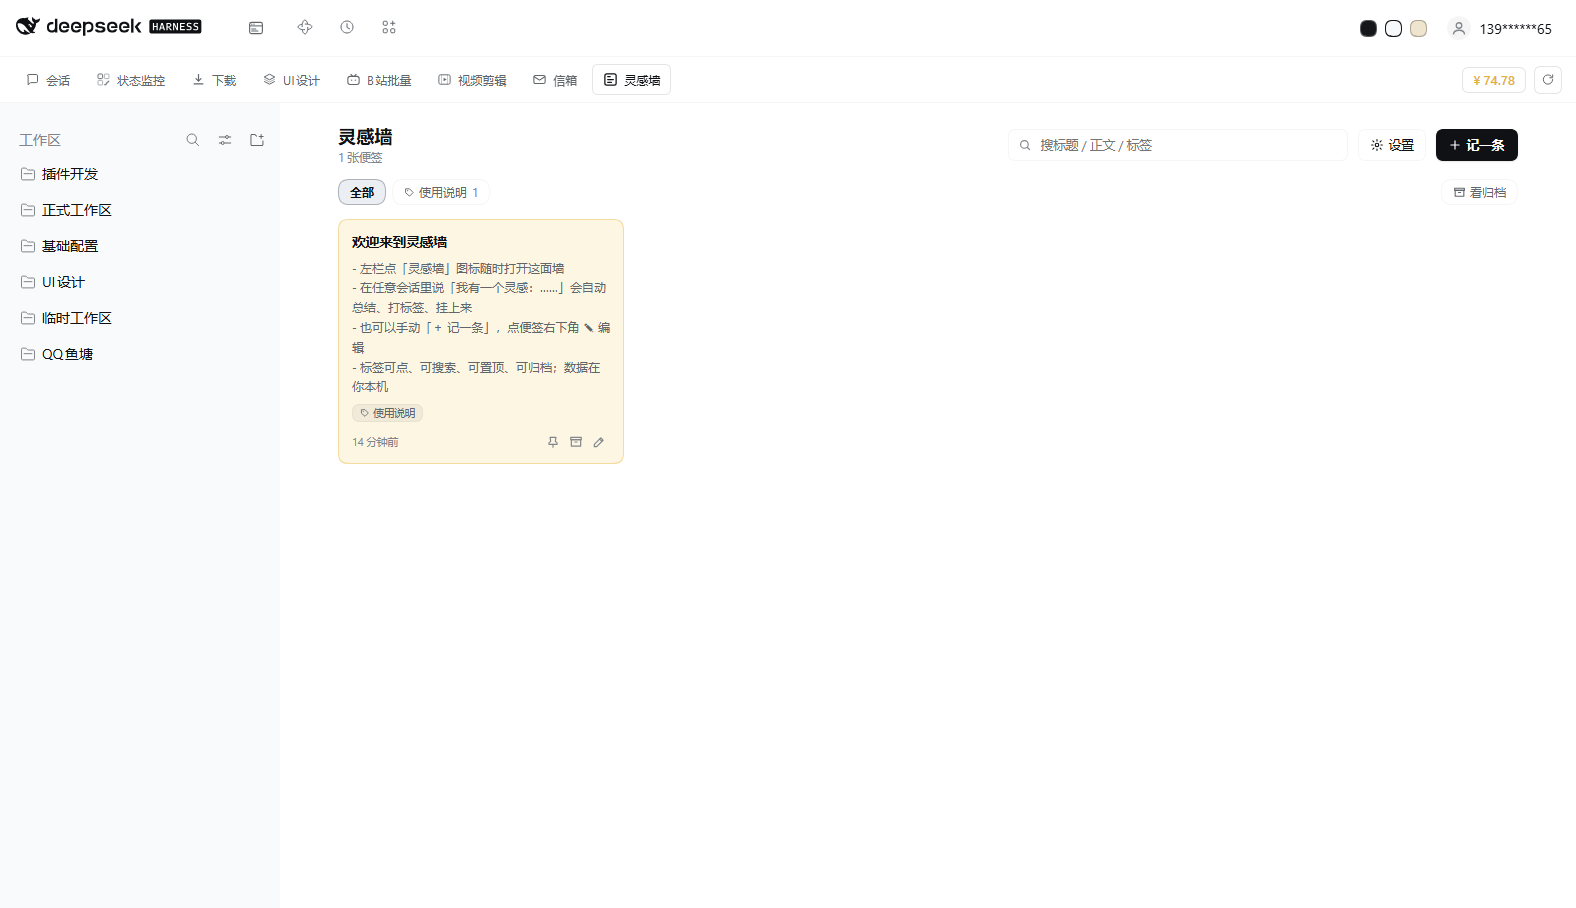 deepseek HARNESS
139******65
会话
状态监控
下载
UI设计
B站批量
视频剪辑
信箱
灵感墙
¥ 74.78
工作区
插件开发
正式工作区
基础配置
UI设计
临时工作区
QQ鱼塘
灵感墙
1 张便签
搜标题 / 正文 / 标签
设置
+ 记一条
全部
使用说明 1
看归档
欢迎来到灵感墙
- 左栏点「灵感墙」图标随时打开这面墙
- 在任意会话里说「我有一个灵感：……」会自动
总结、打标签、挂上来
- 也可以手动「 + 记一条」，点便签右下角 ✎ 编
辑
- 标签可点、可搜索、可置顶、可归档；数据在
你本机
使用说明
14 分钟前